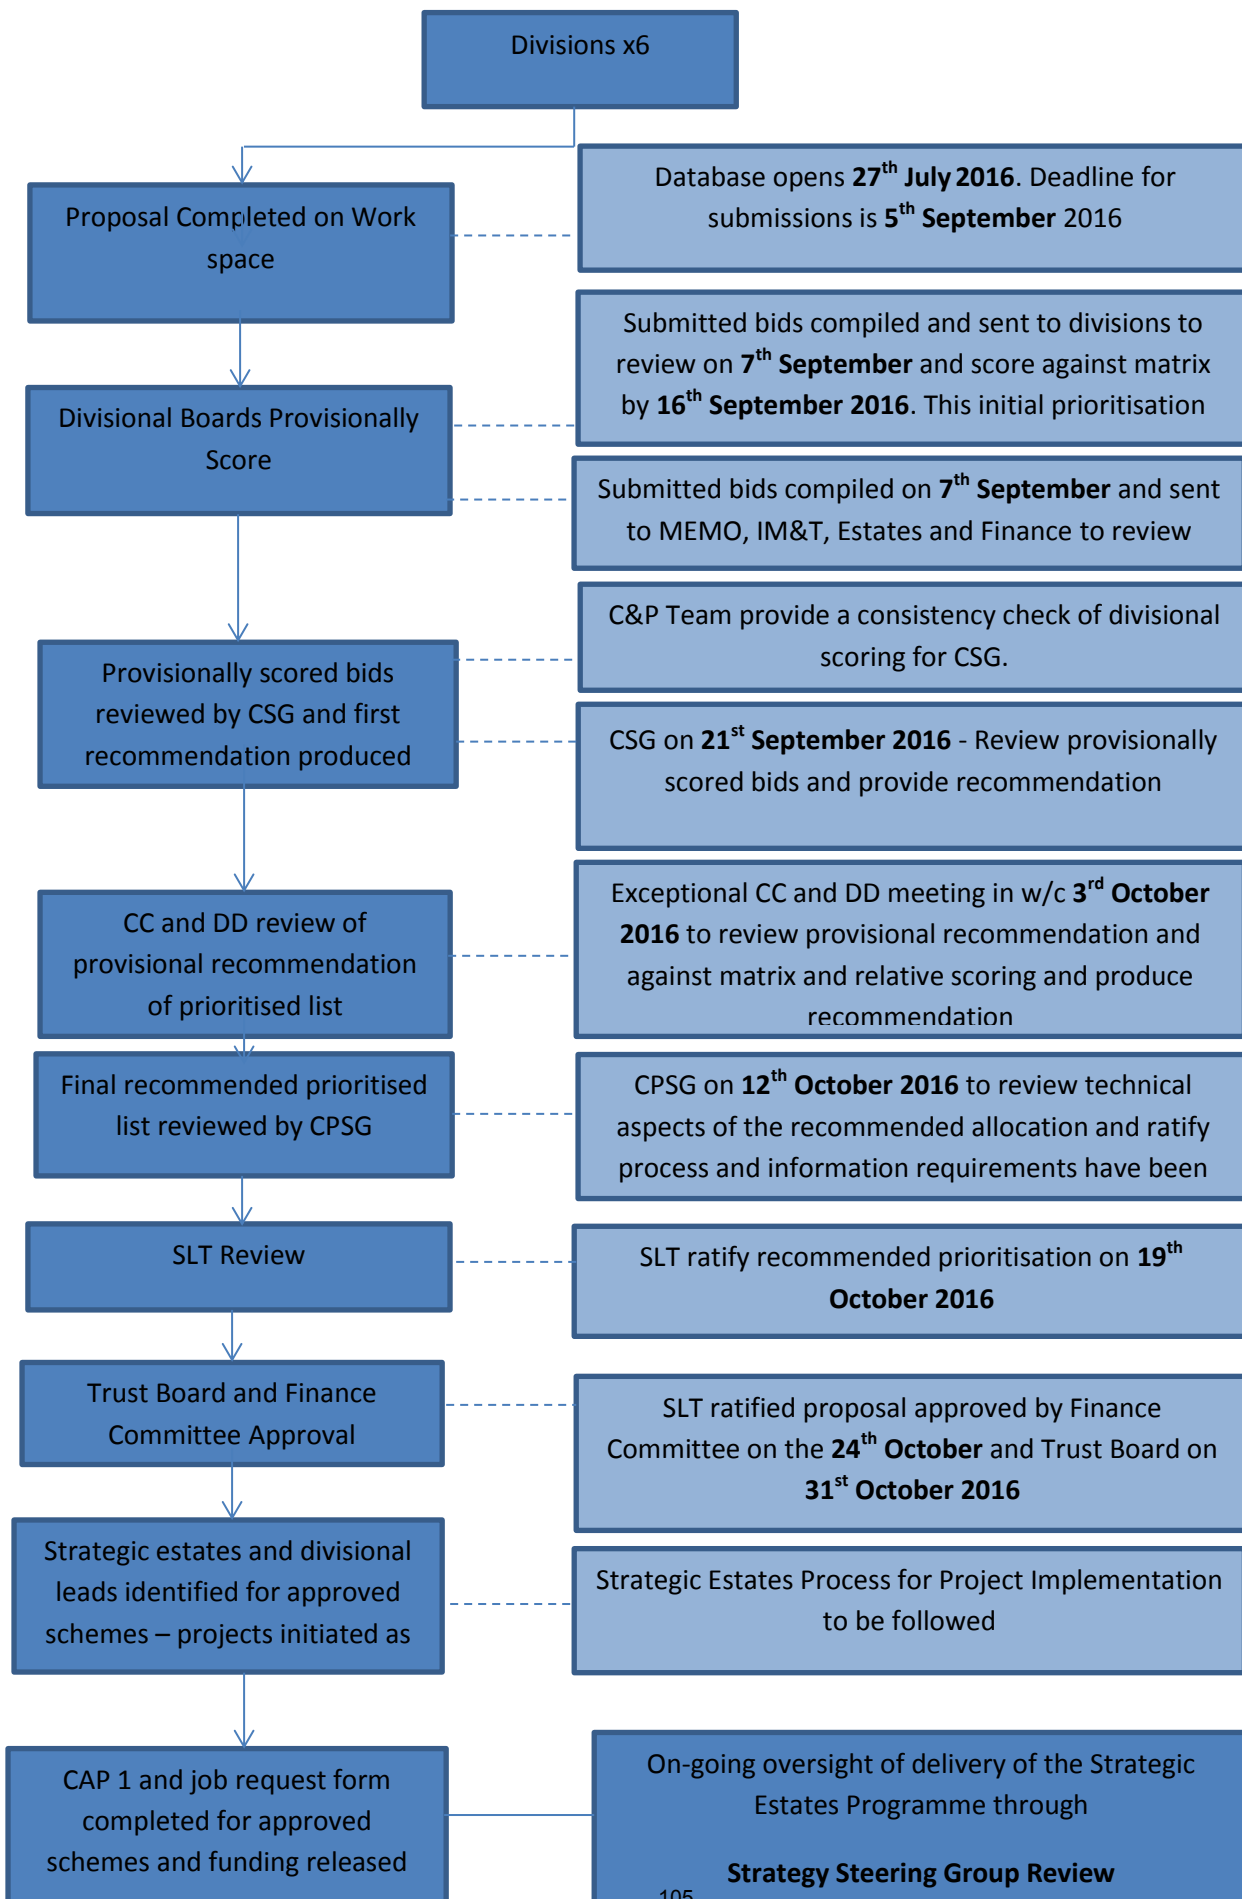 Divisions x6
Proposal Completed on Work
space
Database opens 27th July 2016. Deadline for
submissions is 5th September 2016
Divisional Boards Provisionally
Score
Submitted bids compiled and sent to divisions to
review on 7th September and score against matrix
by 16th September 2016. This initial prioritisation
Submitted bids compiled on 7th September and sent
to MEMO, IM&T, Estates and Finance to review
Provisionally scored bids
reviewed by CSG and first
recommendation produced
C&P Team provide a consistency check of divisional
scoring for CSG.
CSG on 21st September 2016 - Review provisionally
scored bids and provide recommendation
CC and DD review of
provisional recommendation
of prioritised list
Exceptional CC and DD meeting in w/c 3rd October
2016 to review provisional recommendation and
against matrix and relative scoring and produce
recommendation
Final recommended prioritised
list reviewed by CPSG
CPSG on 12th October 2016 to review technical
aspects of the recommended allocation and ratify
process and information requirements have been
SLT Review
SLT ratify recommended prioritisation on 19th
October 2016
Trust Board and Finance
Committee Approval
SLT ratified proposal approved by Finance
Committee on the 24th October and Trust Board on
31st October 2016
Strategic estates and divisional
leads identified for approved
schemes – projects initiated as
Strategic Estates Process for Project Implementation
to be followed
CAP 1 and job request form
completed for approved
schemes and funding released
On-going oversight of delivery of the Strategic
Estates Programme through
Strategy Steering Group Review
105